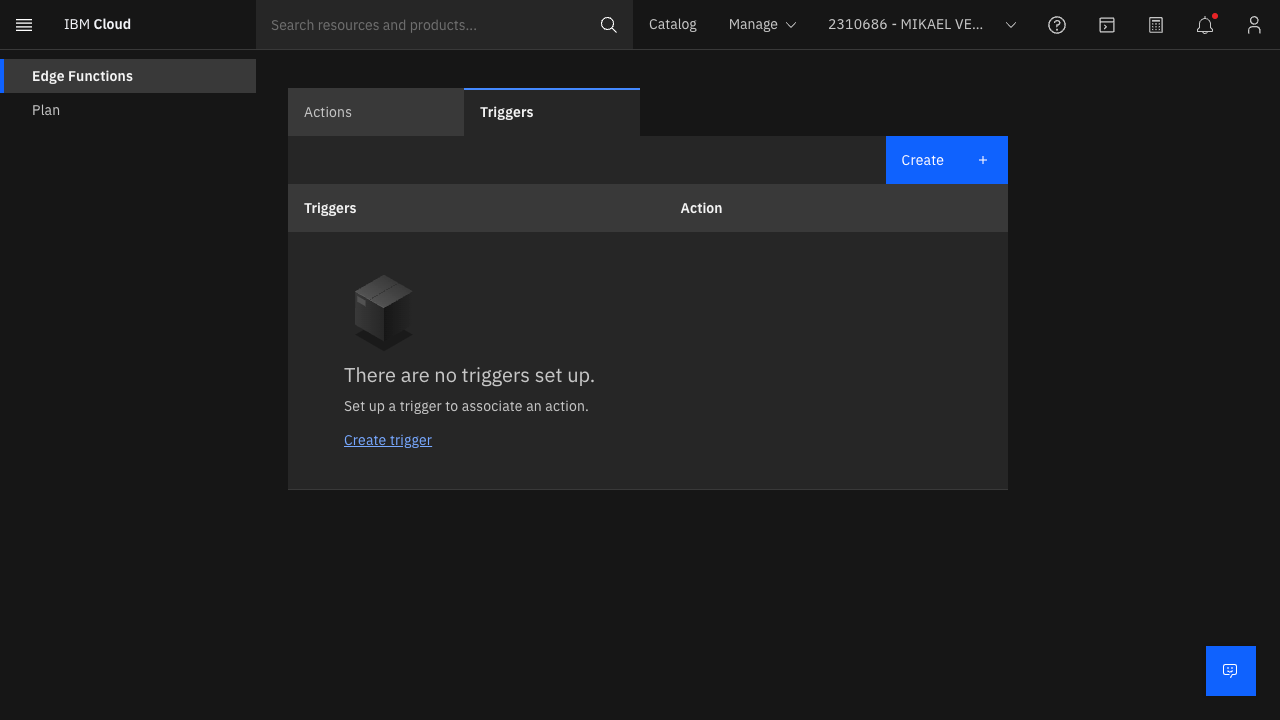 IBM Cloud
Search resources and products...
Catalog
Manage
2310686 - MIKAEL VE...
Edge Functions
Plan
Actions
Triggers
Create
Triggers
Action
There are no triggers set up.
Set up a trigger to associate an action.
Create trigger